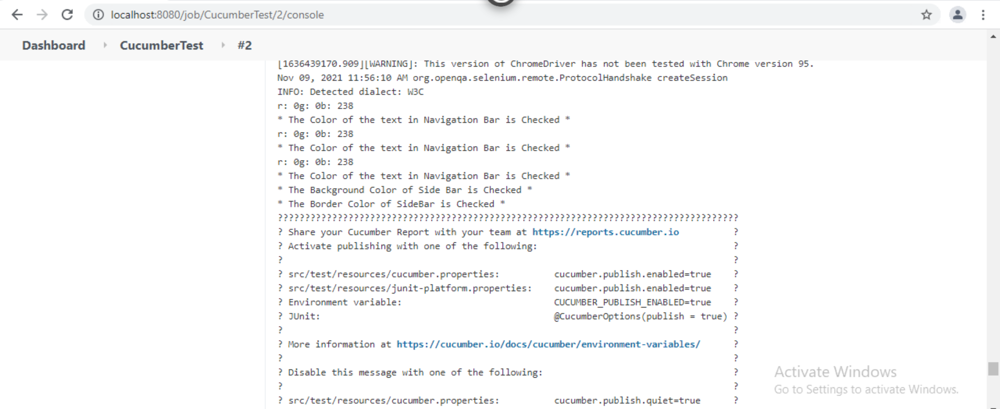 localhost:8080/job/CucumberTest/2/console
Dashboard CucumberTest #2
[1636439170.909][WARNING]: This version of ChromeDriver has not been tested with Chrome version 95.
Nov 09, 2021 11:56:10 AM org.openqa.selenium.remote.ProtocolHandshake createSession
INFO: Detected dialect: W3C
r: 0g: 0b: 238
* The Color of the text in Navigation Bar is Checked *
r: 0g: 0b: 238
* The Color of the text in Navigation Bar is Checked *
r: 0g: 0b: 238
* The Color of the text in Navigation Bar is Checked *
* The Background Color of Side Bar is Checked *
* The Border Color of SideBar is Checked *
?????????????????????????????????????????????????????????????????????????????????????
? Share your Cucumber Report with your team at https://reports.cucumber.io ?
? Activate publishing with one of the following:
? ?
? src/test/resources/cucumber.properties: cucumber.publish.enabled=true ?
? src/test/resources/junit-platform.properties: cucumber.publish.enabled=true ?
? Environment variable: CUCUMBER_PUBLISH_ENABLED=true ?
? JUnit: @CucumberOptions(publish = true) ?
? ?
? More information at https://cucumber.io/docs/cucumber/environment-variables/ ?
? ?
? Disable this message with one of the following: ?
? ?
? src/test/resources/cucumber.properties: cucumber.publish.quiet=true ?
Activate Windows
Go to Settings to activate Windows.